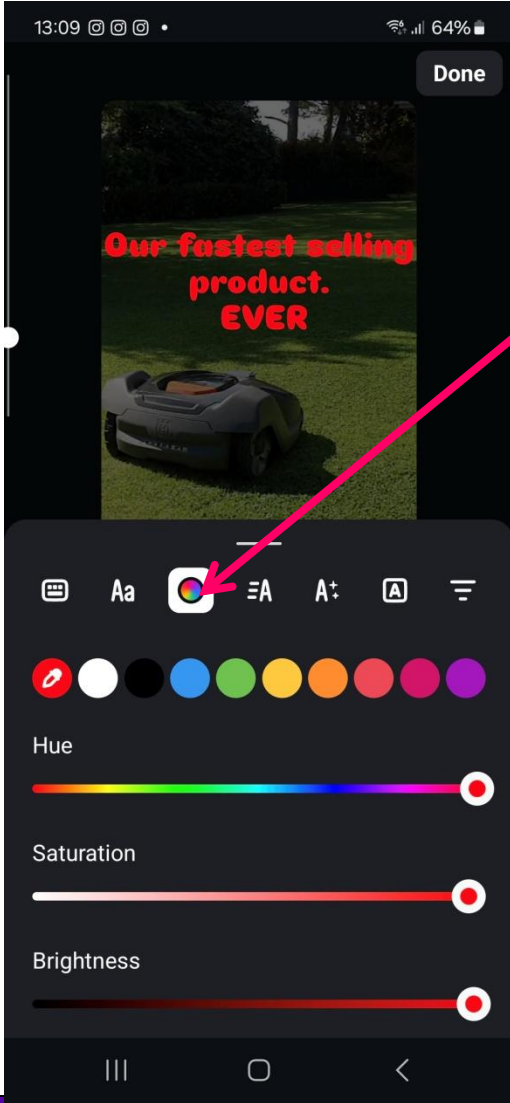 13:09
64%
Done
Our fastest selling
product.
EVER
Aa
A
A
A
Hue
Saturation
Brightness